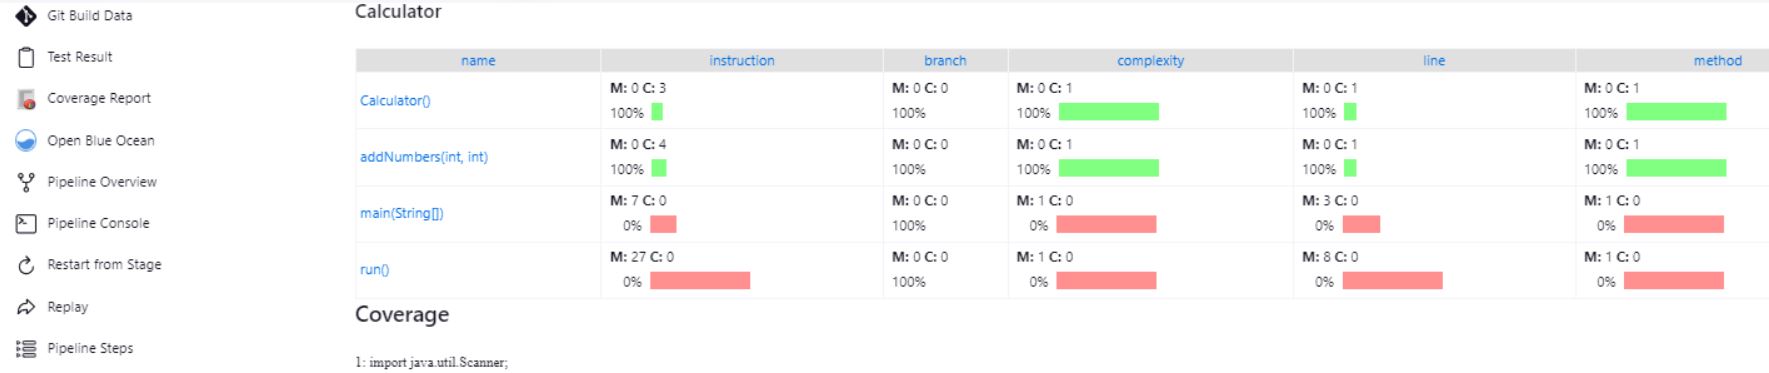 Git Build Data
Test Result
Coverage Report
Open Blue Ocean
Pipeline Overview
Pipeline Console
Restart from Stage
Replay
Pipeline Steps
Calculator
name instruction branch complexity line method
Calculator() M: 0 C: 3 M: 0 C: 0 M: 0 C: 1 M: 0 C: 1 M: 0 C: 1
100% 100% 100% 100% 100%
addNumbers(int, int) M: 0 C: 4 M: 0 C: 0 M: 0 C: 1 M: 0 C: 1 M: 0 C: 1
100% 100% 100% 100% 100%
main(String[]) M: 7 C: 0 M: 0 C: 0 M: 1 C: 0 M: 3 C: 0 M: 1 C: 0
0% 100% 0% 0% 0%
run() M: 27 C: 0 M: 0 C: 0 M: 1 C: 0 M: 8 C: 0 M: 1 C: 0
0% 100% 0% 0% 0%
Coverage
1: import java.util.Scanner;